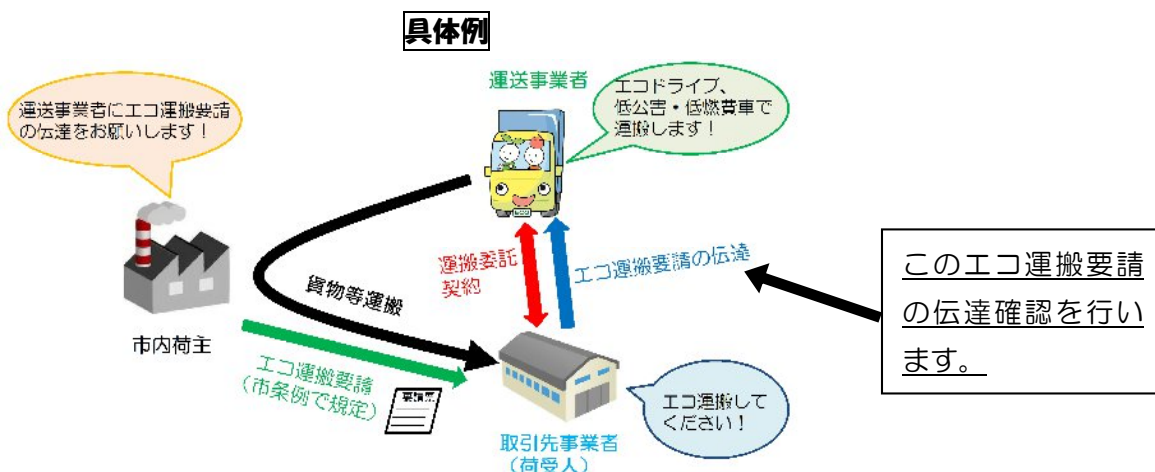 具体例
運送事業者
エコドライブ、
低公害・低燃費車で
運搬します！
運送事業者にエコ運搬要請
の伝達をお願いします！
市内荷主
貨物等運搬
運搬委託
契約
エコ運搬要請の伝達
このエコ運搬要請
の伝達確認を行い
ます。
エコ運搬要請
（市条例で規定）
要請票
エコ運搬して
ください！
取引先事業者
（荷受人）